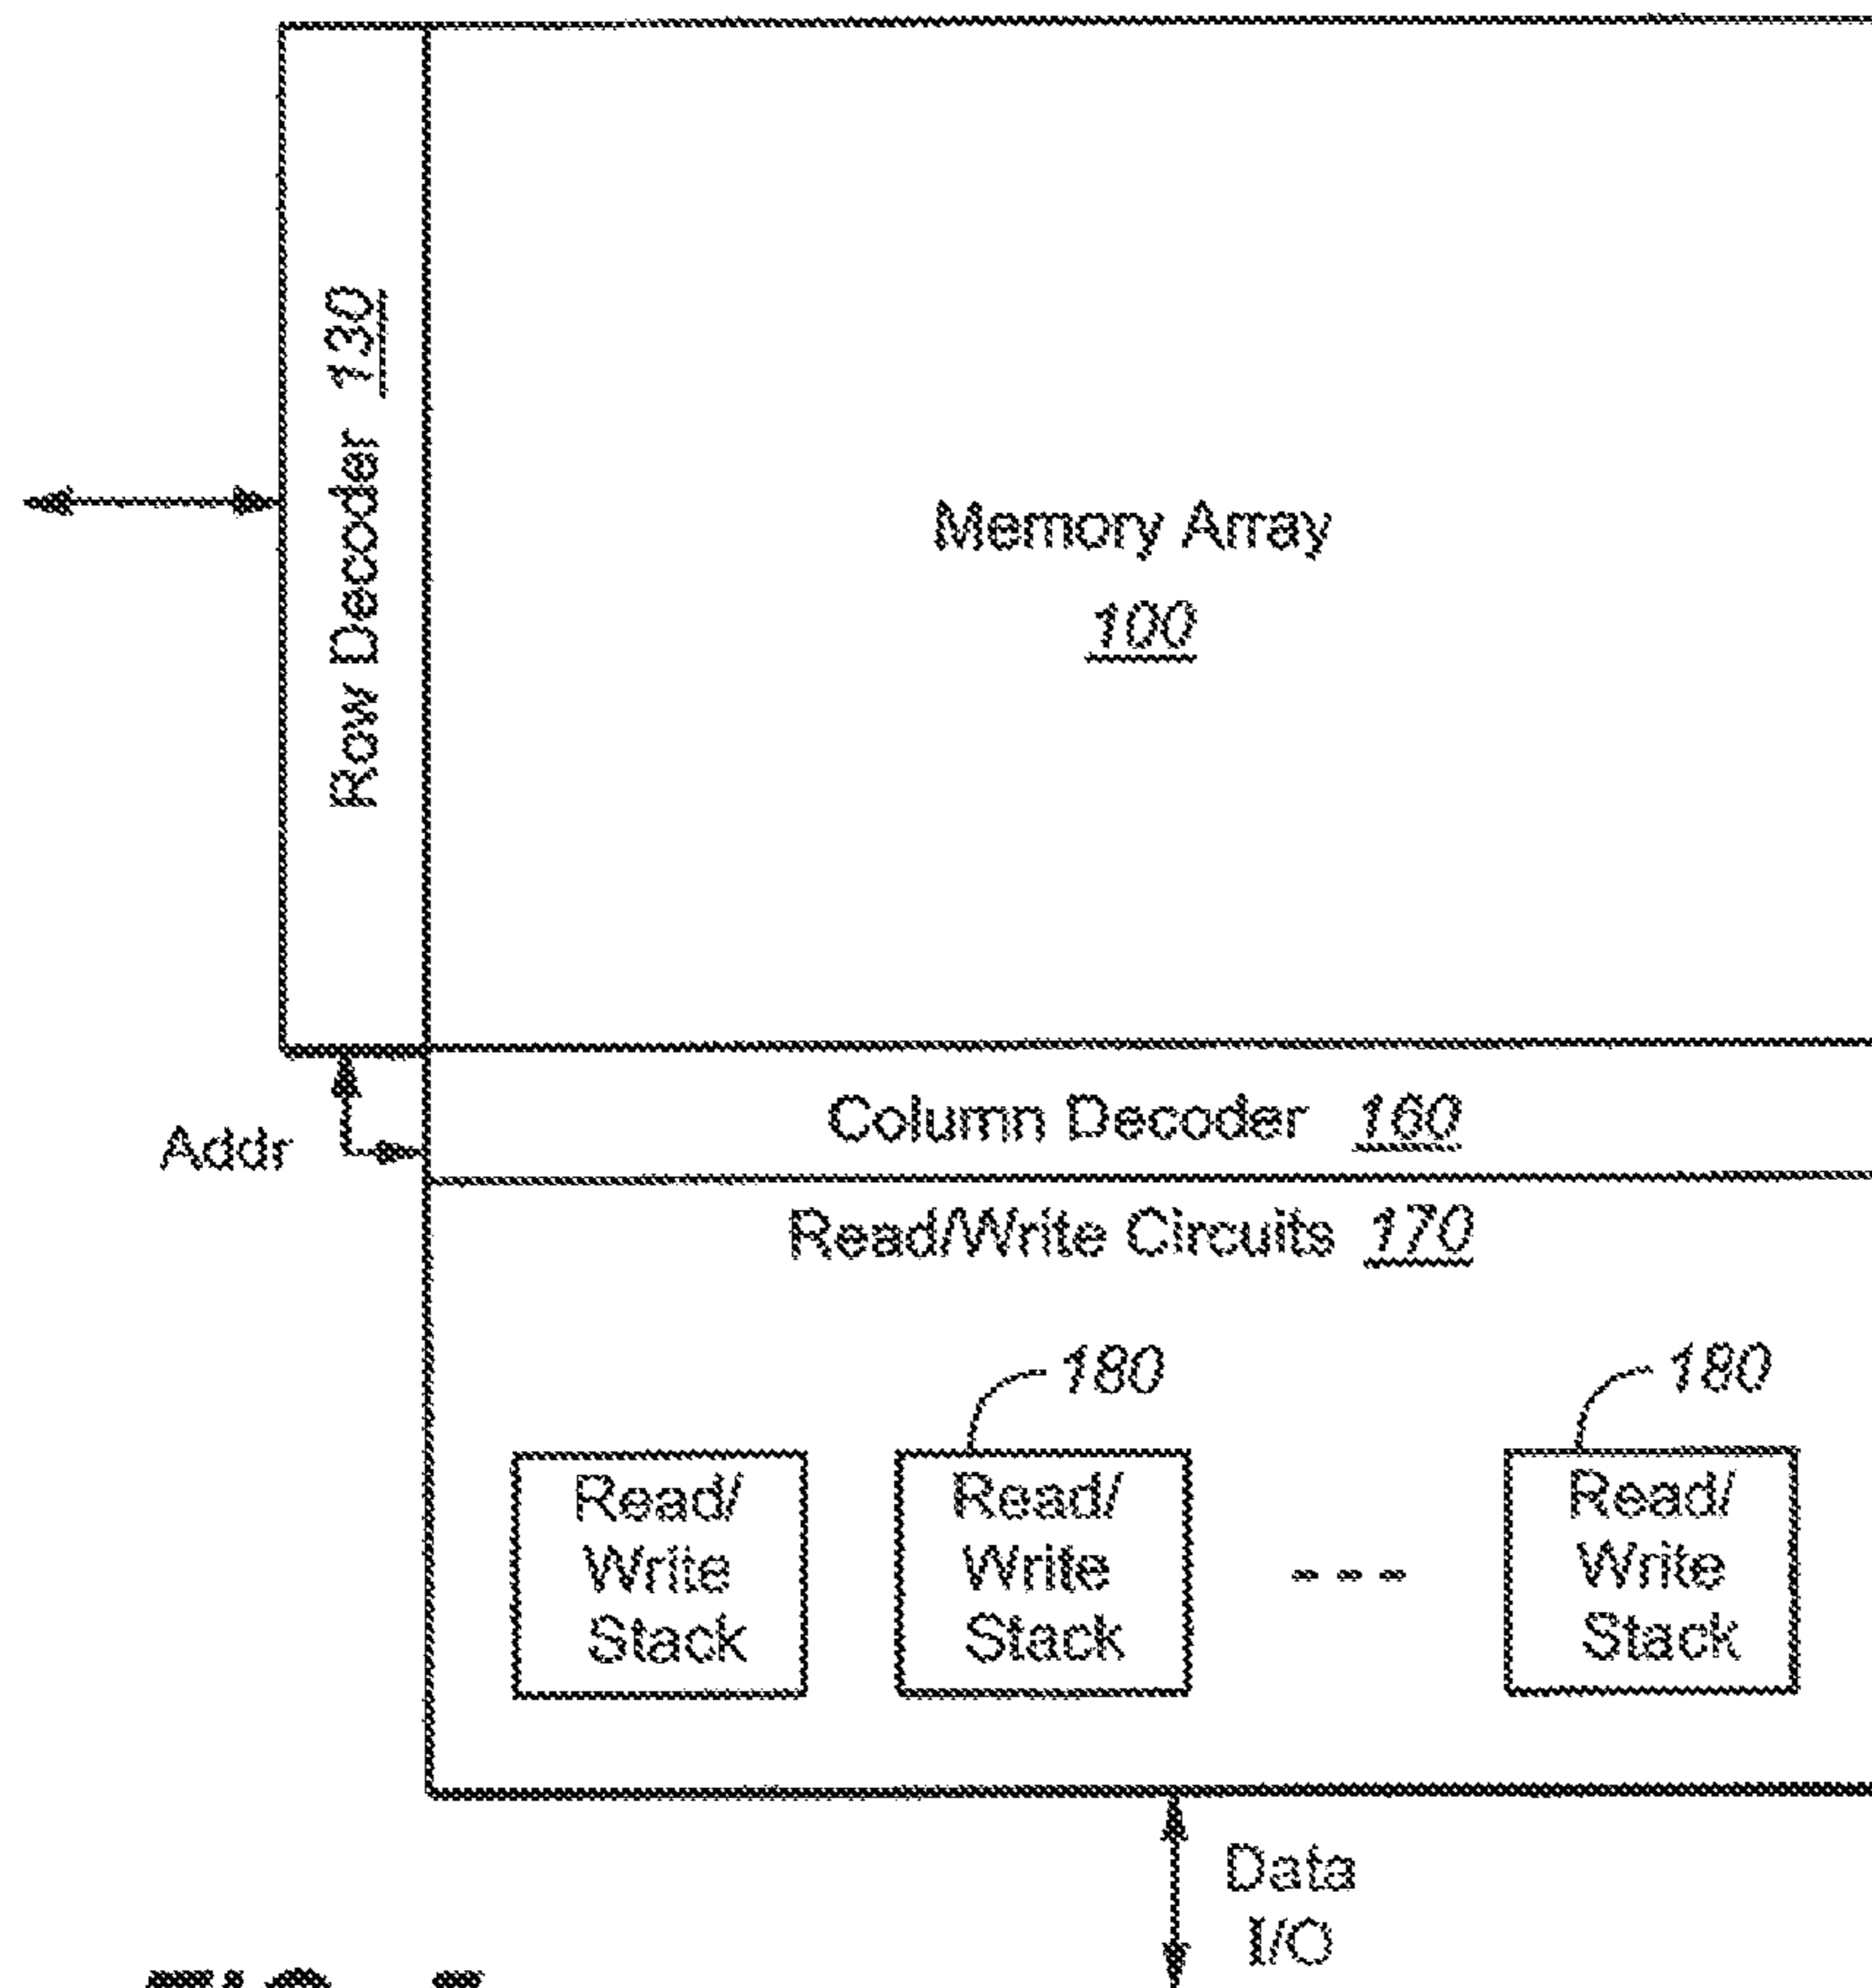 Row Decoder 130
Memory Array
100
Addr
Column Decoder 160
Read/Write Circuits 170
180
180
Read/
Write
Stack
Read/
Write
Stack
- - -
Read/
Write
Stack
Data
I/O